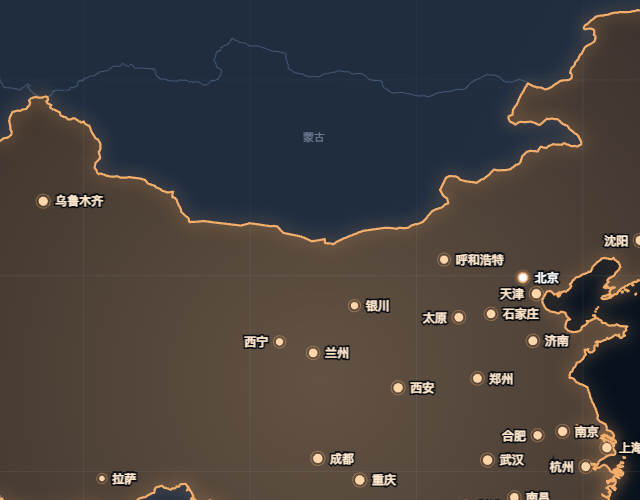 蒙古
乌鲁木齐
沈阳
呼和浩特
北京
天津
银川
石家庄
太原
西宁
济南
兰州
郑州
西安
南京
合肥
上海
成都
武汉
杭州
拉萨
重庆
南昌